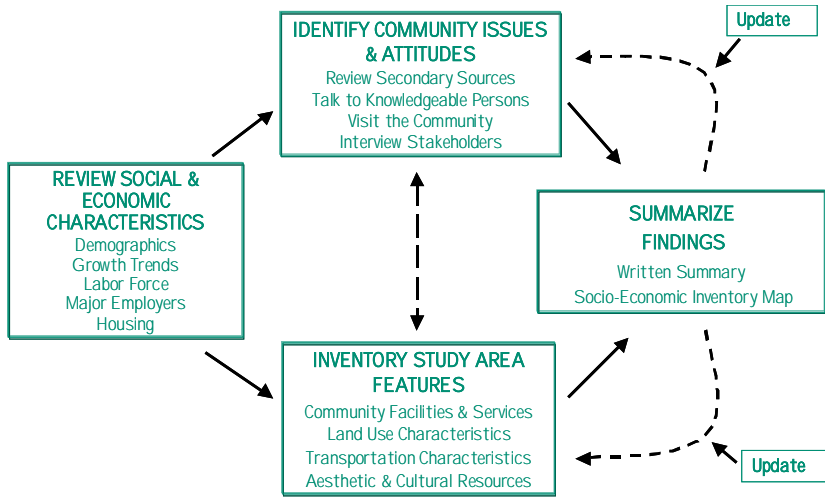 Update
IDENTIFY COMMUNITY ISSUES
& ATTITUDES
Review Secondary Sources
Talk to Knowledgeable Persons
Visit the Community
Interview Stakeholders
REVIEW SOCIAL &
ECONOMIC
CHARACTERISTICS
Demographics
Growth Trends
Labor Force
Major Employers
Housing
SUMMARIZE
FINDINGS
Written Summary
Socio-Economic Inventory Map
INVENTORY STUDY AREA
FEATURES
Community Facilities & Services
Land Use Characteristics
Transportation Characteristics
Aesthetic & Cultural Resources
Update